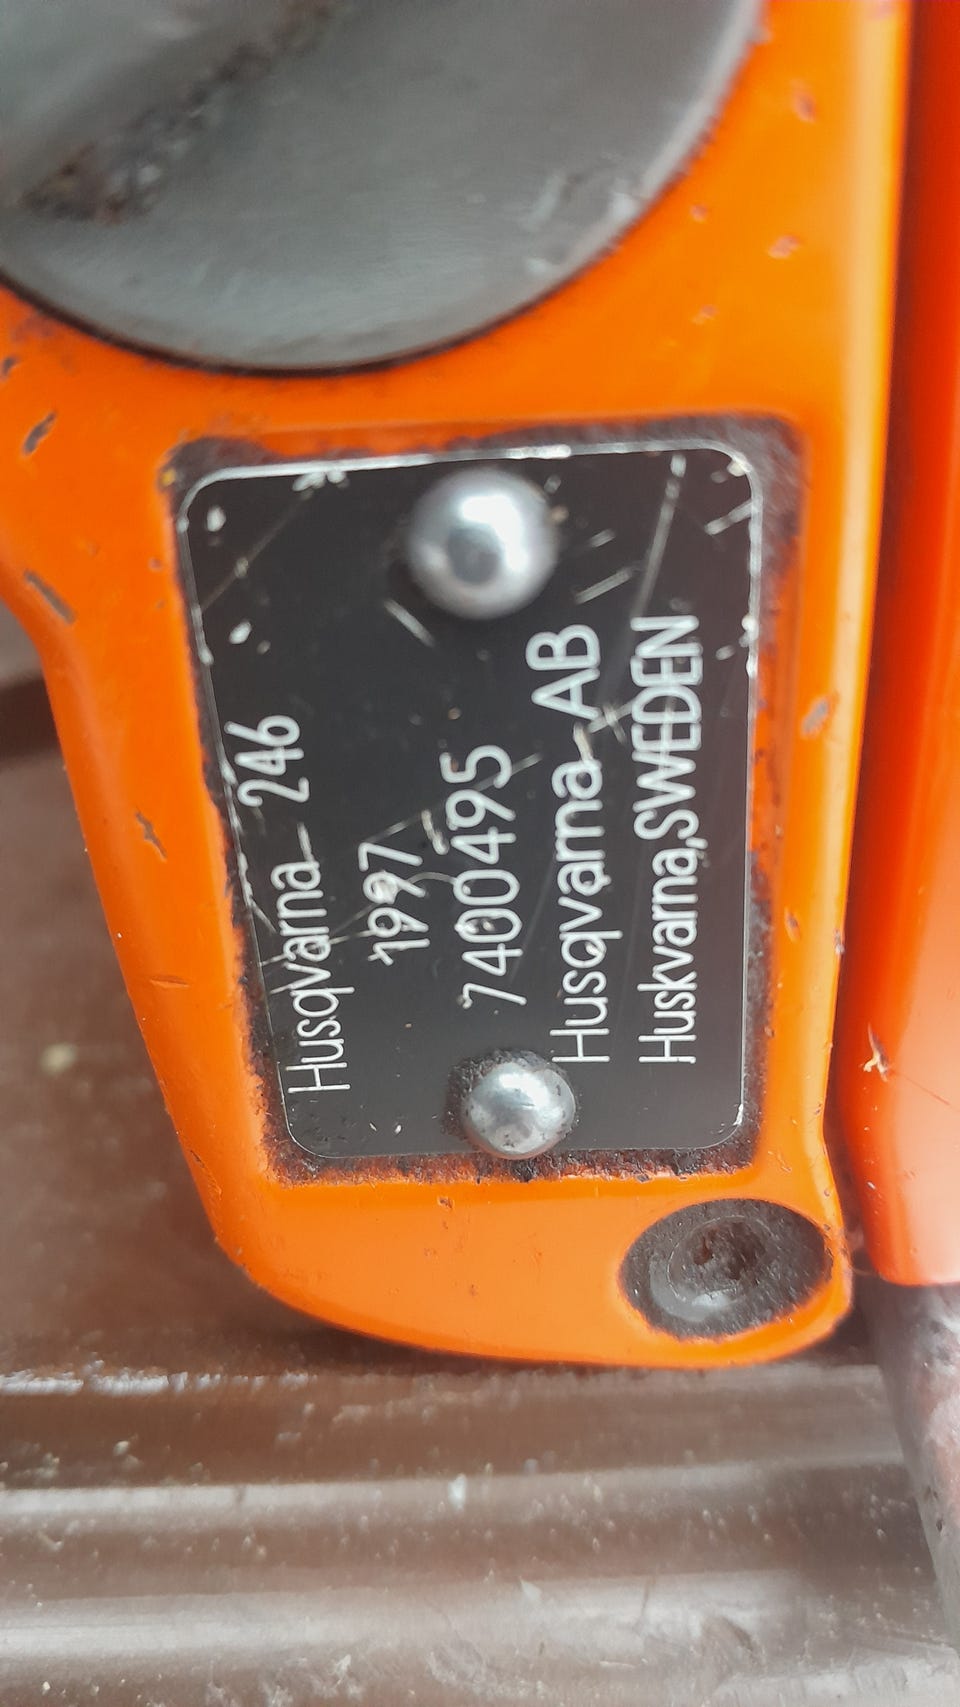 Husqvarna 246
1997
7400495
Husqvarna AB
Huskvarna,SWEDEN